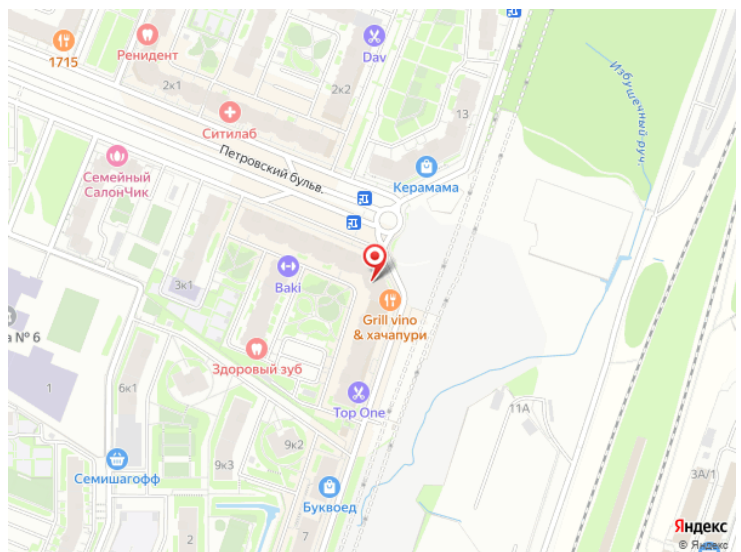 Ренидент
1715
Dav
2к1
2к2
Ситилаб
13
Избушечный руч.
Петровский бульв.
Семейный
СалонЧик
Керамама
Baki
3к1
Grill vino
& хачапури
а № 6
Здоровый зуб
1
6к1
Top One
11А
9к2
9к3
Семишагофф
3А/1
Буквоед
2
7
Яндекс
© Яндекс